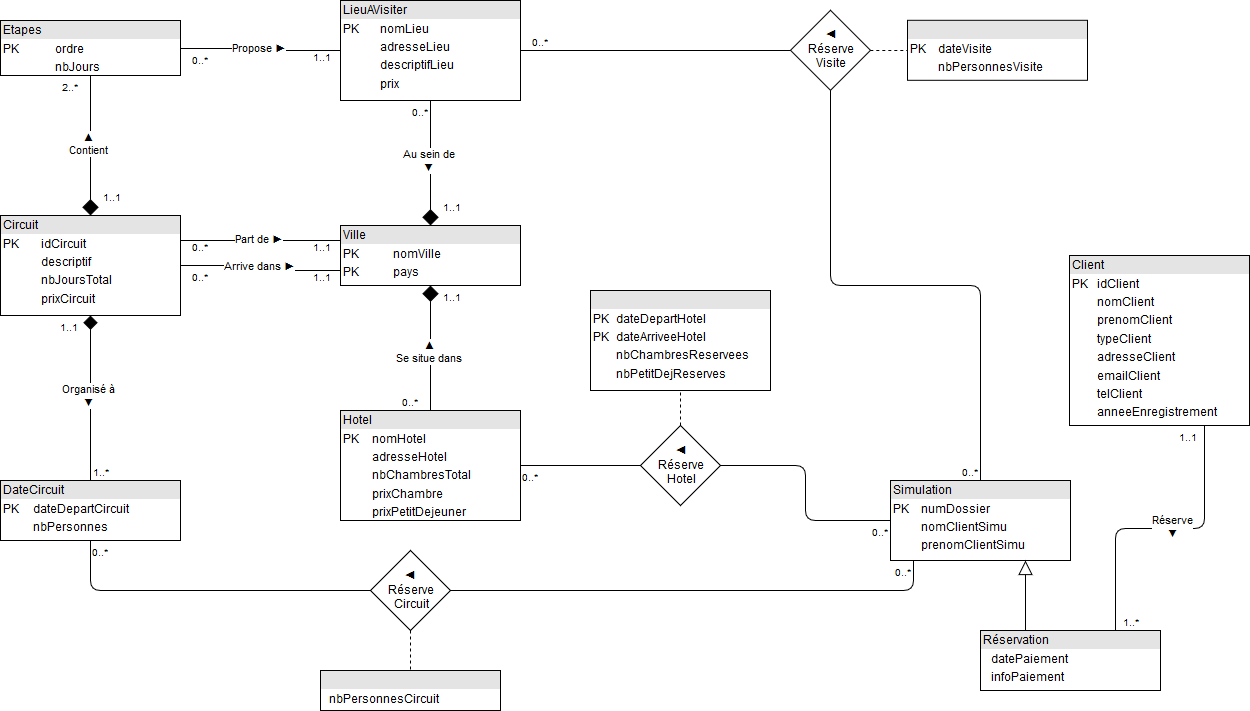 Etapes
PK ordre
nbJours
Propose ►
0..*
1..1
LieuAVisiter
PK nomLieu
adresseLieu
descriptifLieu
prix
0..*
◄
Réserve
Visite
PK dateVisite
nbPersonnesVisite
2..*
▲
Contient
1..1
0..*
Au sein de
▼
1..1
Circuit
PK idCircuit
descriptif
nbJoursTotal
prixCircuit
Part de ►
0..*
1..1
Arrive dans ►
0..*
1..1
Ville
PK nomVille
PK pays
1..1
▲
Se situe dans
0..*
1..1
Organisé à
▼
1..*
DateCircuit
PK dateDepartCircuit
nbPersonnes
0..*
Hotel
PK nomHotel
adresseHotel
nbChambresTotal
prixChambre
prixPetitDejeuner
0..*
PK dateDepartHotel
PK dateArriveeHotel
nbChambresReservees
nbPetitDejReserves
◄
Réserve
Hotel
0..*
0..*
Simulation
PK numDossier
nomClientSimu
prenomClientSimu
0..*
Client
PK idClient
nomClient
prenomClient
typeClient
adresseClient
emailClient
telClient
anneeEnregistrement
1..1
Réserve
▼
1..*
Réservation
datePaiement
infoPaiement
◄
Réserve
Circuit
nbPersonnesCircuit